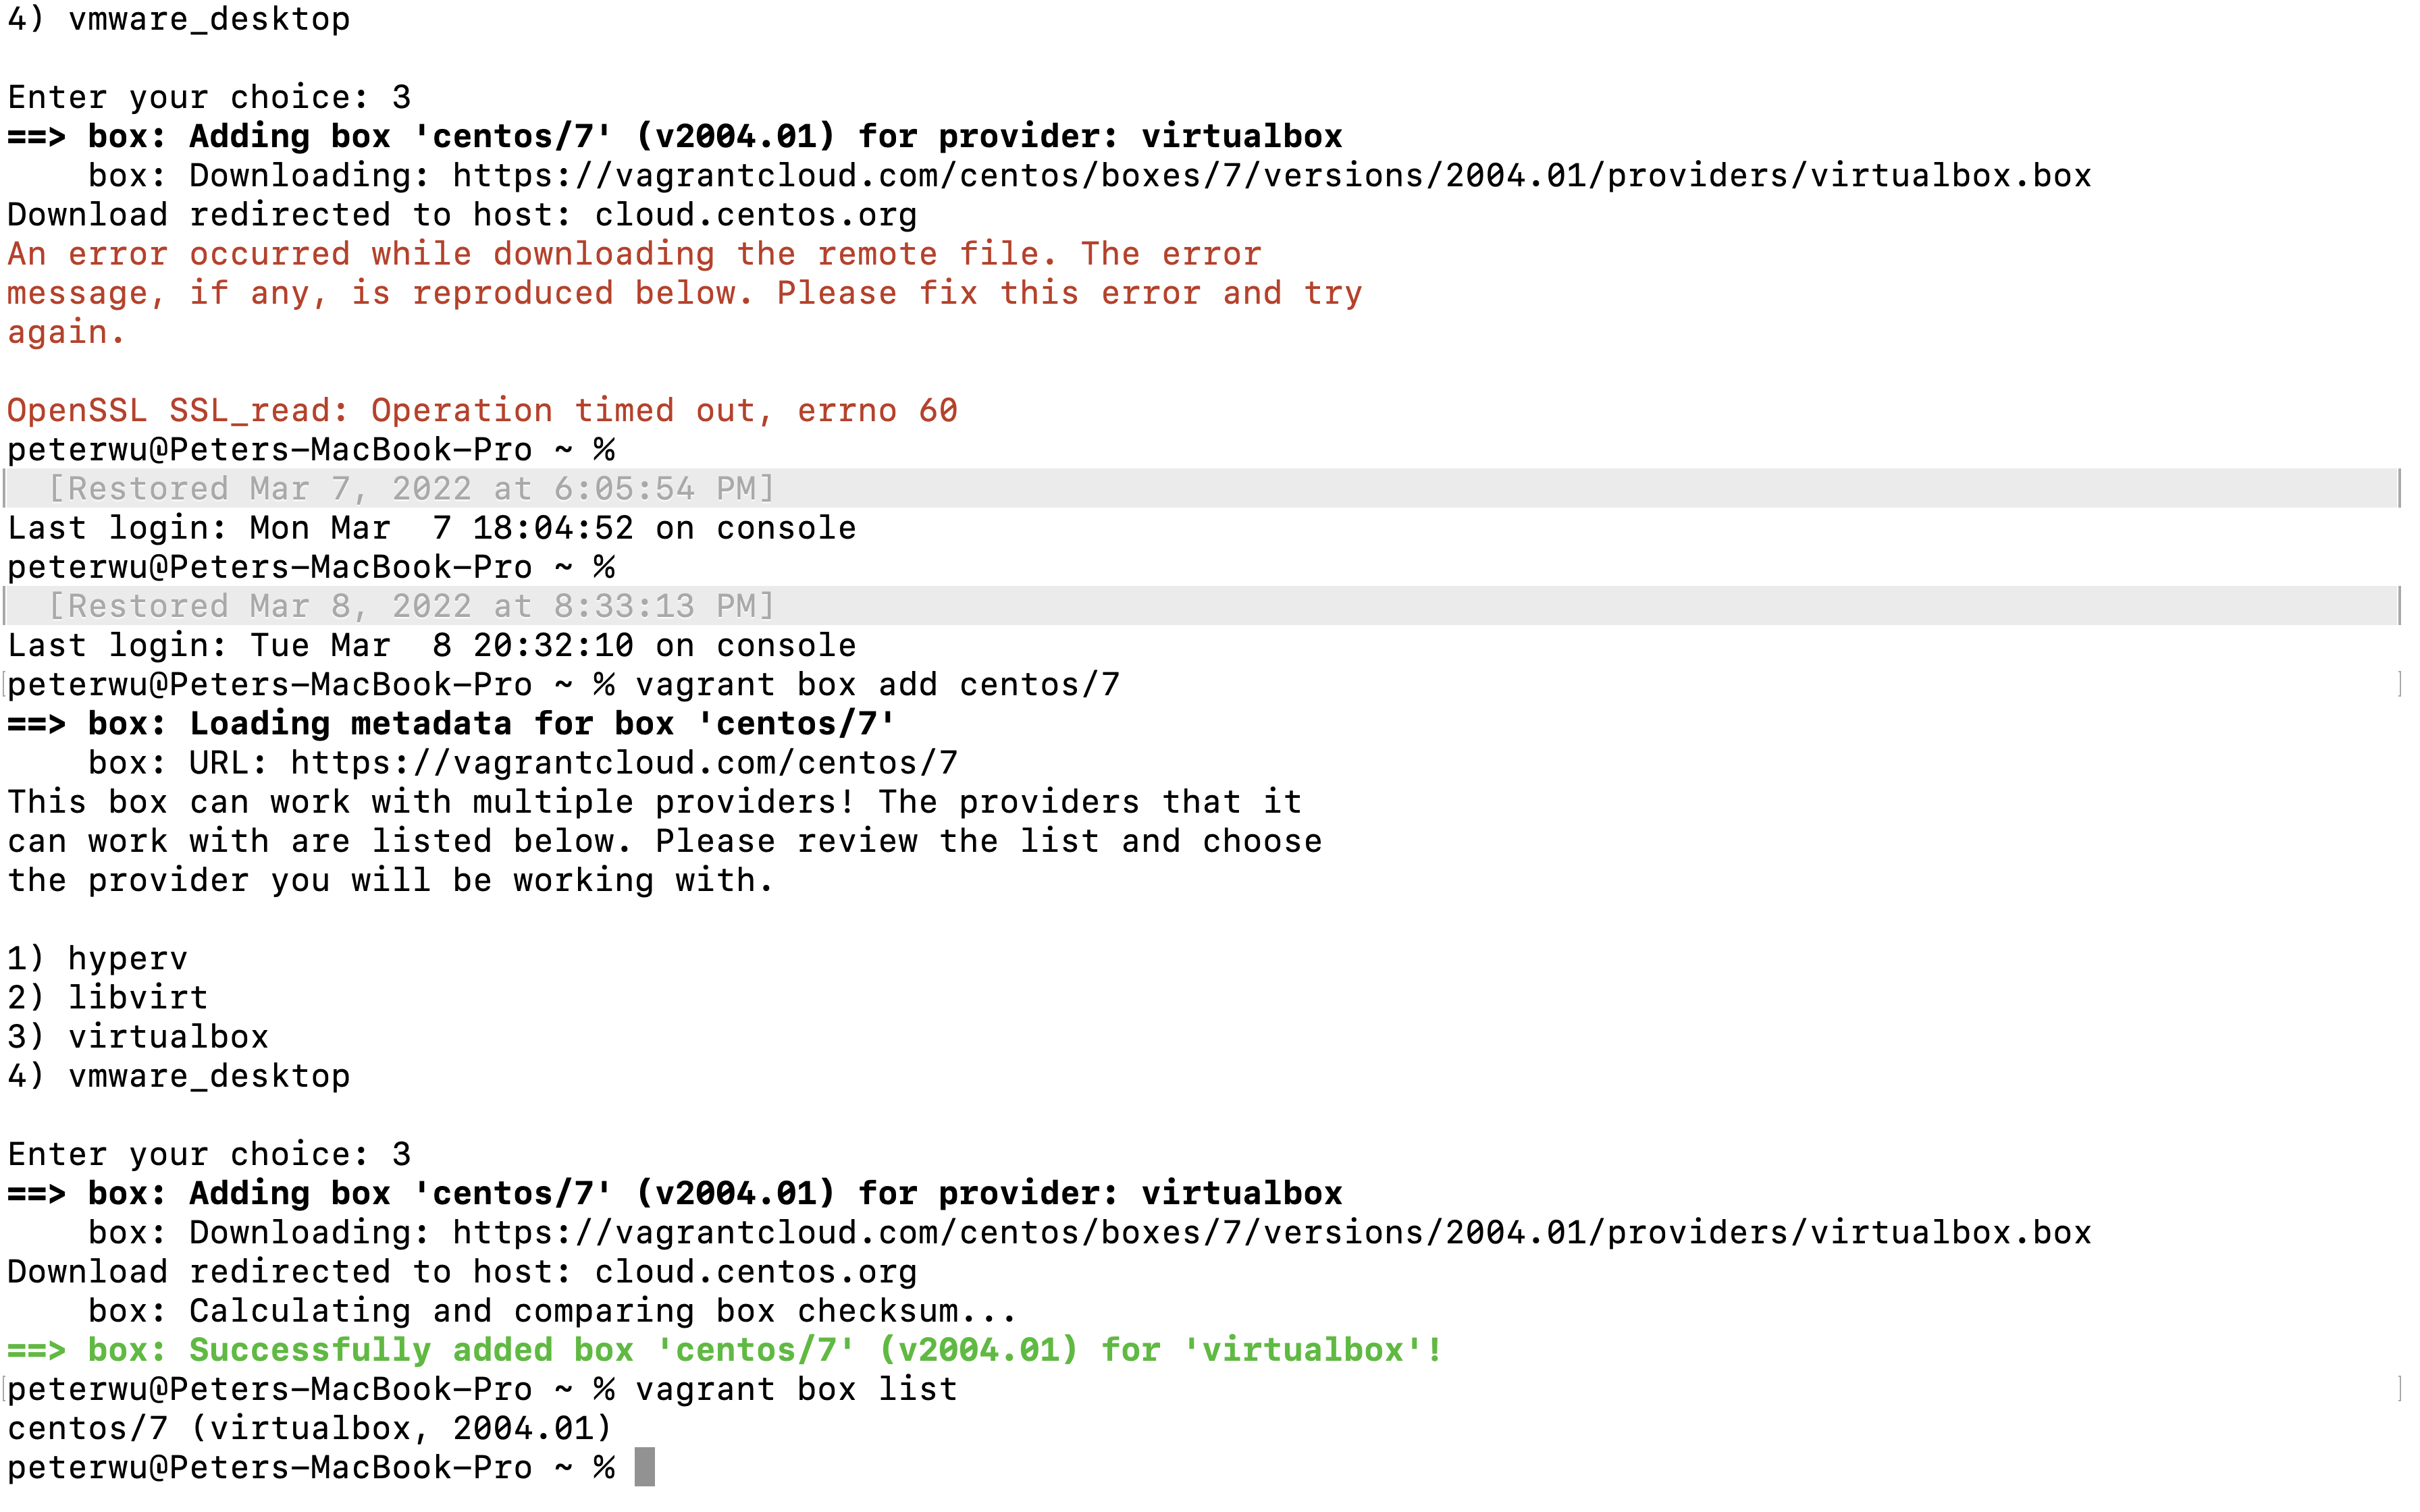 4) vmware_desktop

Enter your choice: 3
==> box: Adding box 'centos/7' (v2004.01) for provider: virtualbox
    box: Downloading: https://vagrantcloud.com/centos/boxes/7/versions/2004.01/providers/virtualbox.box
Download redirected to host: cloud.centos.org
An error occurred while downloading the remote file. The error
message, if any, is reproduced below. Please fix this error and try
again.

OpenSSL SSL_read: Operation timed out, errno 60
peterwu@Peters-MacBook-Pro ~ %
  [Restored Mar 7, 2022 at 6:05:54 PM]
Last login: Mon Mar  7 18:04:52 on console
peterwu@Peters-MacBook-Pro ~ %
  [Restored Mar 8, 2022 at 8:33:13 PM]
Last login: Tue Mar  8 20:32:10 on console
peterwu@Peters-MacBook-Pro ~ % vagrant box add centos/7
==> box: Loading metadata for box 'centos/7'
    box: URL: https://vagrantcloud.com/centos/7
This box can work with multiple providers! The providers that it
can work with are listed below. Please review the list and choose
the provider you will be working with.

1) hyperv
2) libvirt
3) virtualbox
4) vmware_desktop

Enter your choice: 3
==> box: Adding box 'centos/7' (v2004.01) for provider: virtualbox
    box: Downloading: https://vagrantcloud.com/centos/boxes/7/versions/2004.01/providers/virtualbox.box
Download redirected to host: cloud.centos.org
    box: Calculating and comparing box checksum...
==> box: Successfully added box 'centos/7' (v2004.01) for 'virtualbox'!
peterwu@Peters-MacBook-Pro ~ % vagrant box list
centos/7 (virtualbox, 2004.01)
peterwu@Peters-MacBook-Pro ~ %